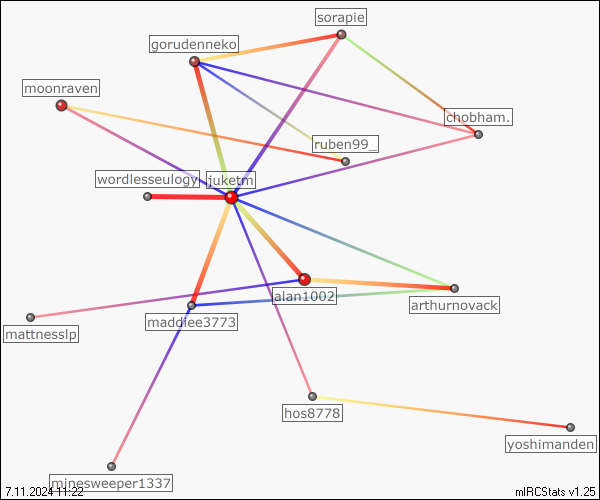 sorapie
gorudenneko
moonraven
chobham.
ruben99_
wordlesseulogy
juketm
alan1002
arthurnovack
maddiee3773
mattnesslp
hos8778
yoshimanden
minesweeper1337
7.11.2024 11:22
mIRCStats v1.25